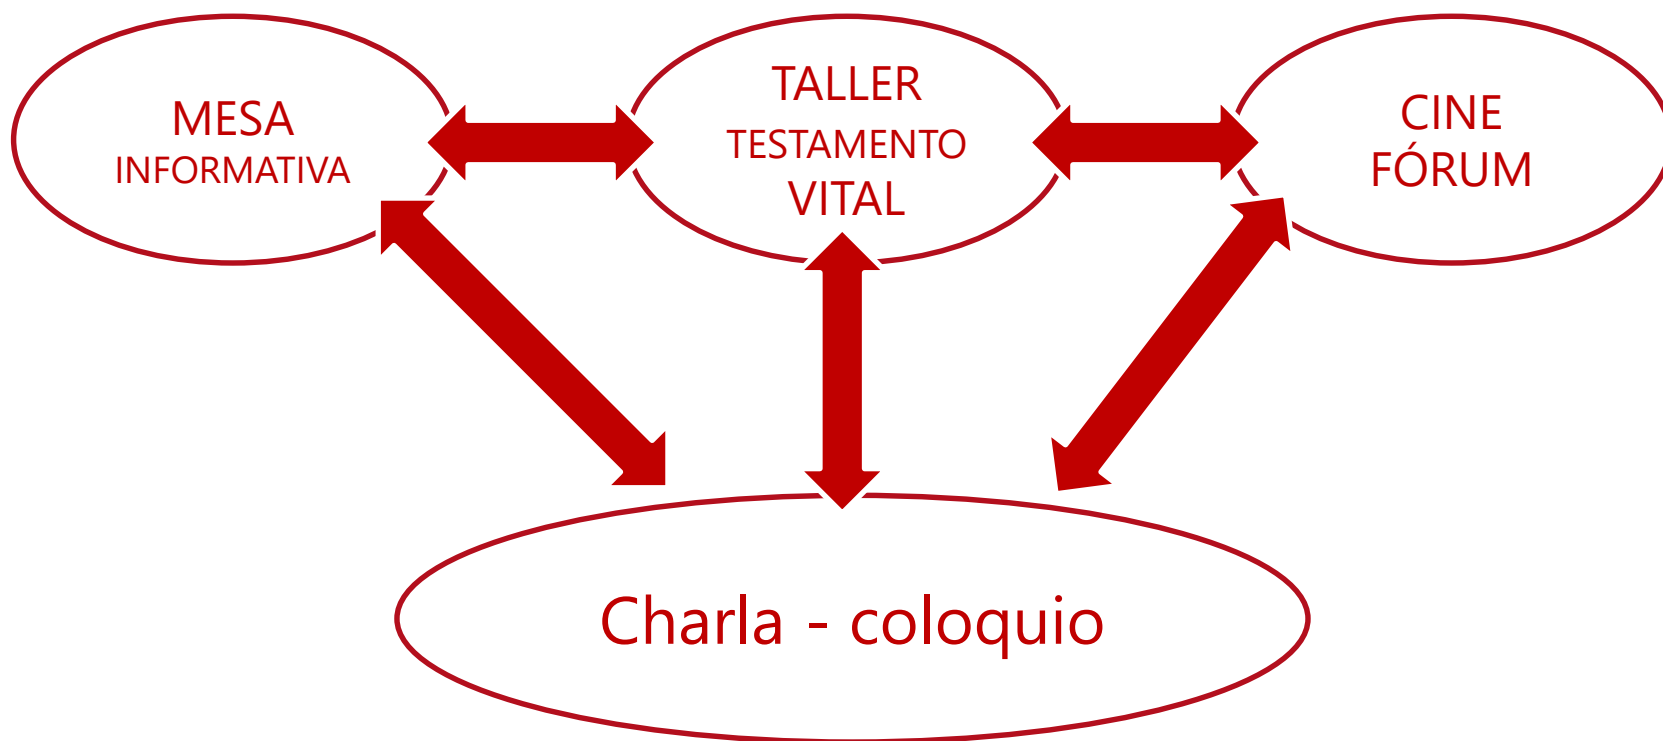 MESA
INFORMATIVA
TALLER
TESTAMENTO
VITAL
CINE
FÓRUM
Charla - coloquio